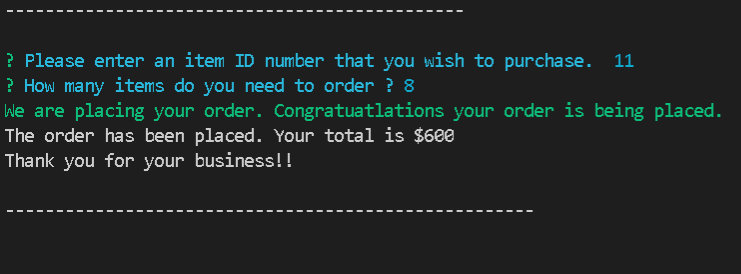 ----------------------------------------------
? Please enter an item ID number that you wish to purchase.  11
? How many items do you need to order ? 8
We are placing your order. Congratuatlations your order is being placed.
The order has been placed. Your total is $600
Thank you for your business!!
-----------------------------------------------------